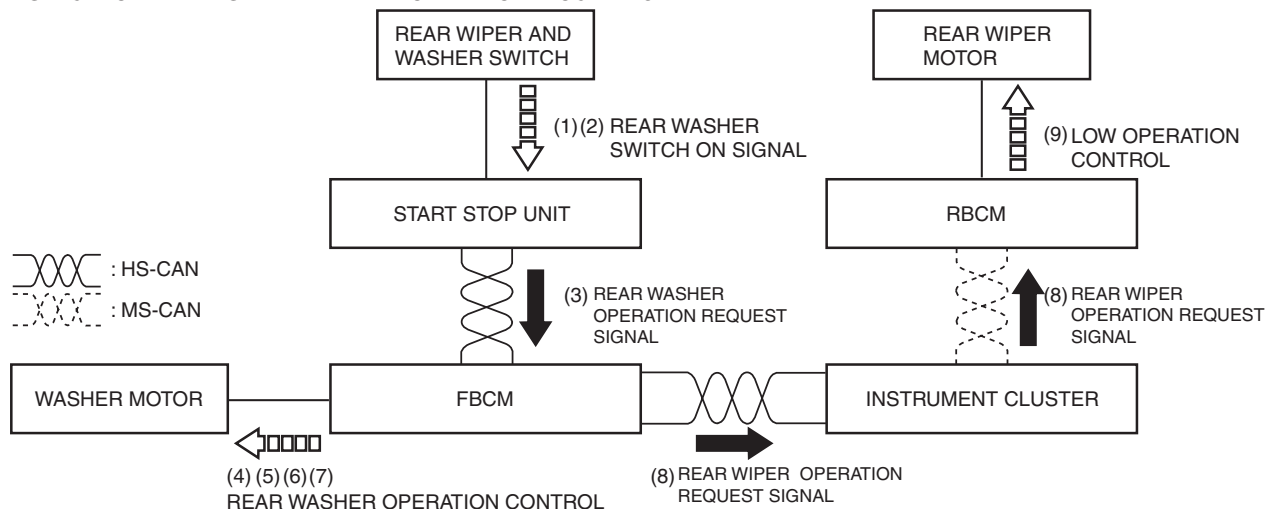 REAR WIPER AND
WASHER SWITCH
REAR WIPER
MOTOR
(1)(2) REAR WASHER
SWITCH ON SIGNAL
(9) LOW OPERATION
CONTROL
START STOP UNIT
RBCM
: HS-CAN
: MS-CAN
(3) REAR WASHER
OPERATION REQUEST
SIGNAL
(8) REAR WIPER
OPERATION REQUEST
SIGNAL
WASHER MOTOR
FBCM
INSTRUMENT CLUSTER
(4) (5) (6) (7)
REAR WASHER OPERATION CONTROL
(8) REAR WIPER OPERATION
REQUEST SIGNAL